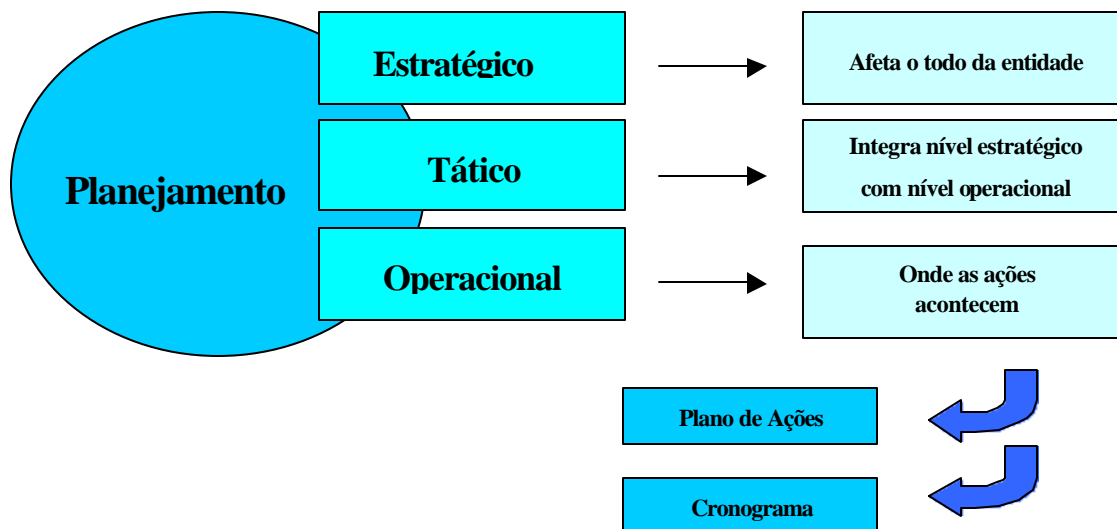 Planejamento
Estratégico
Afeta o todo da entidade
Tático
Integra nível estratégico
com nível operacional
Operacional
Onde as ações
acontecem
Plano de Ações
Cronograma